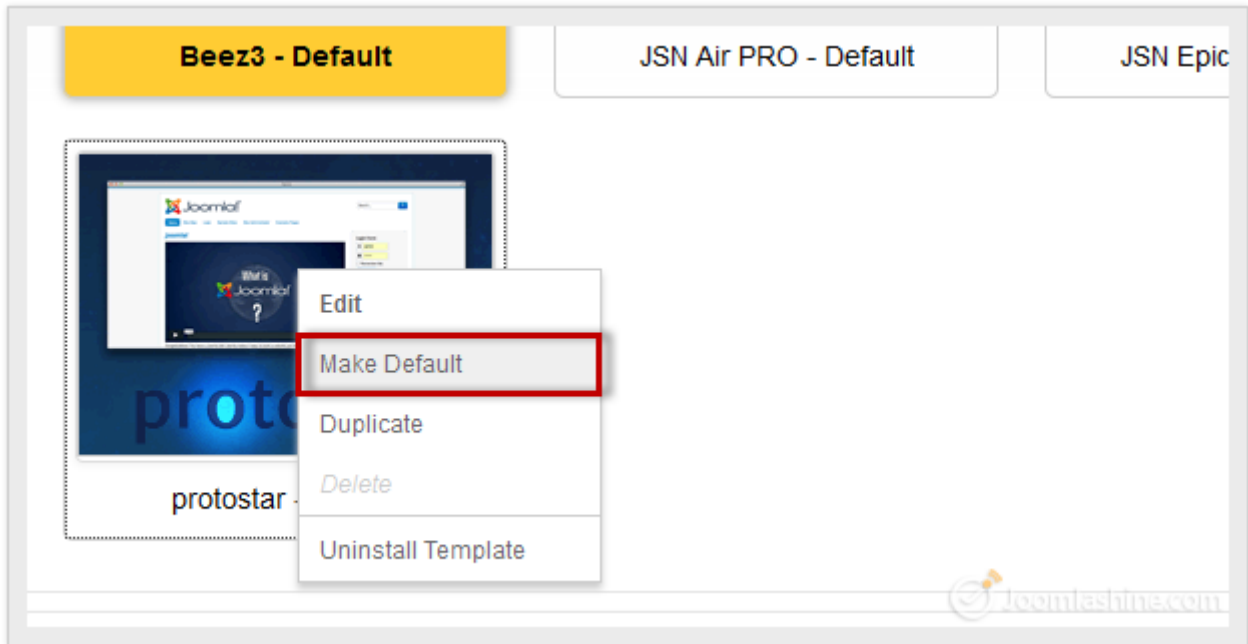 Beez3 - Default
JSN Air PRO - Default
JSN Epic
Joomla!
What is
Joomla!
?
proto
protostar -
Edit
Make Default
Duplicate
Delete
Uninstall Template
Joomlashine.com